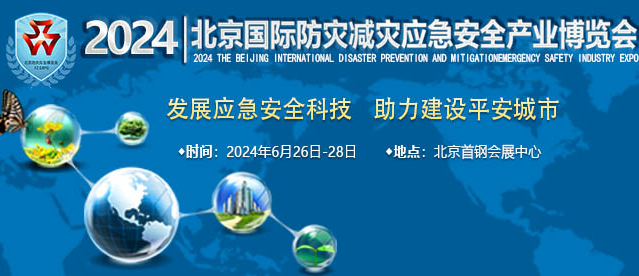 2024 北京国际防灾减灾应急安全产业博览会
2024 THE BEIJING INTERNATIONAL DISASTER PREVENTION AND MITIGATIONEMERGENCY SAFETY INDUSTRY EXPO
发展应急安全科技 助力建设平安城市
时间：2024年6月26日-28日 地点：北京首钢会展中心